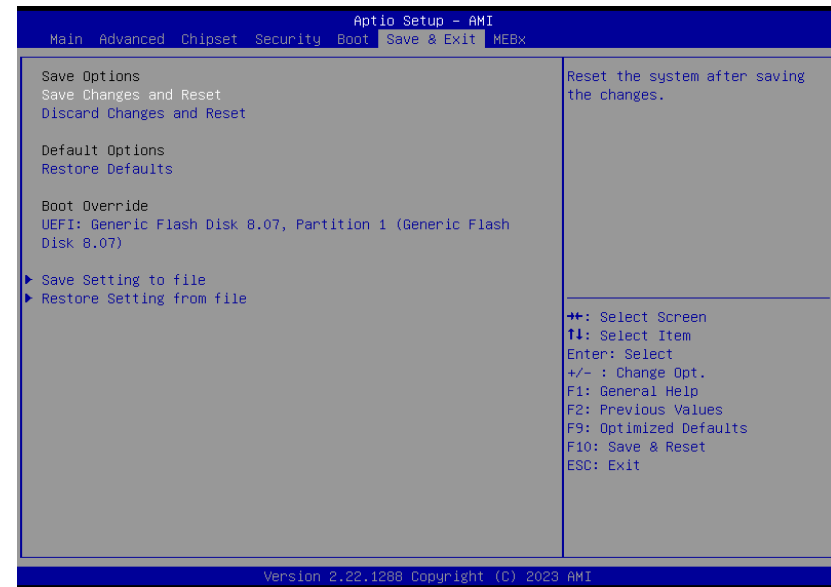 Aptio Setup – AMI
Main Advanced Chipset Security Boot Save & Exit MEBx
Save Options
Save Changes and Reset
Discard Changes and Reset
Default Options
Restore Defaults
Boot Override
UEFI: Generic Flash Disk 8.07, Partition 1 (Generic Flash
Disk 8.07)
▶ Save Setting to file
▶ Restore Setting from file
Reset the system after saving
the changes.
→←: Select Screen
↑↓: Select Item
Enter: Select
+/– : Change Opt.
F1: General Help
F2: Previous Values
F9: Optimized Defaults
F10: Save & Reset
ESC: Exit
Version 2.22.1288 Copyright (C) 2023 AMI